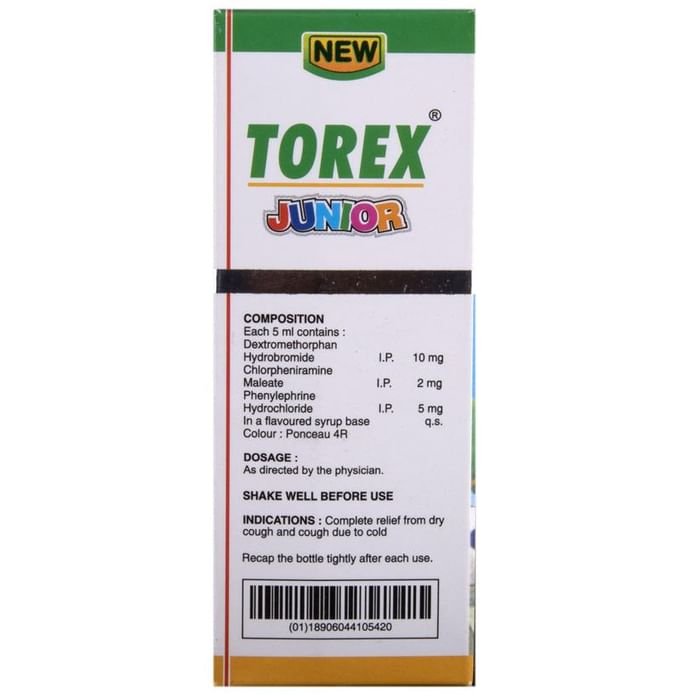 NEW
TOREX®
JUNIOR
COMPOSITION
Each 5 ml contains :
Dextromethorphan
Hydrobromide I.P. 10 mg
Chlorpheniramine
Maleate I.P. 2 mg
Phenylephrine
Hydrochloride I.P. 5 mg
In a flavoured syrup base q.s.
Colour : Ponceau 4R
DOSAGE :
As directed by the physician.
SHAKE WELL BEFORE USE
INDICATIONS : Complete relief from dry
cough and cough due to cold
Recap the bottle tightly after each use.
(01)18906044105420